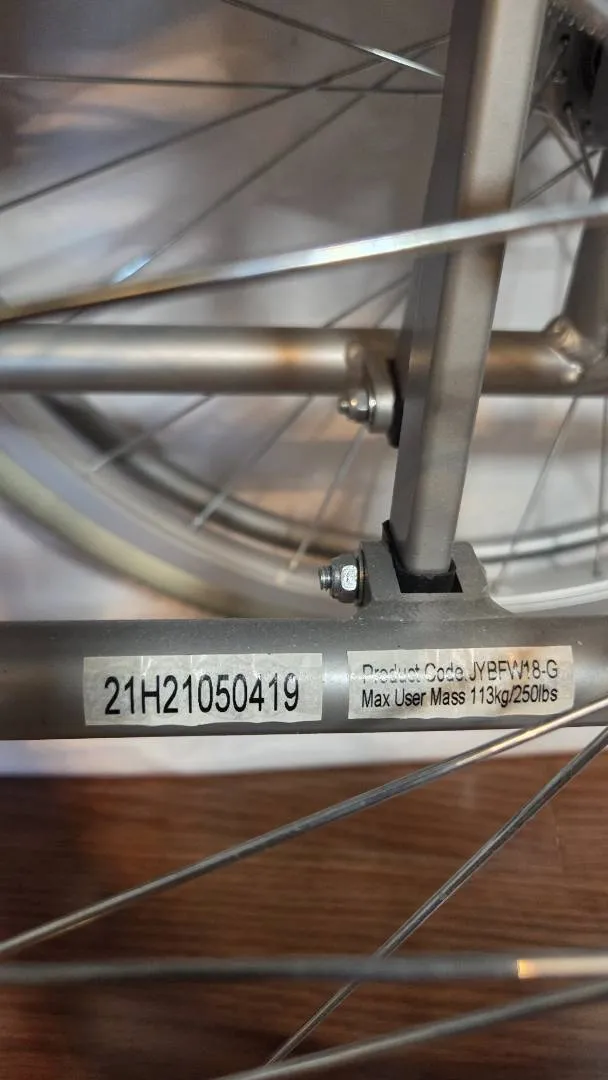 21H21050419
Product Code:JYBFW18-G
Max User Mass 113kg/250lbs